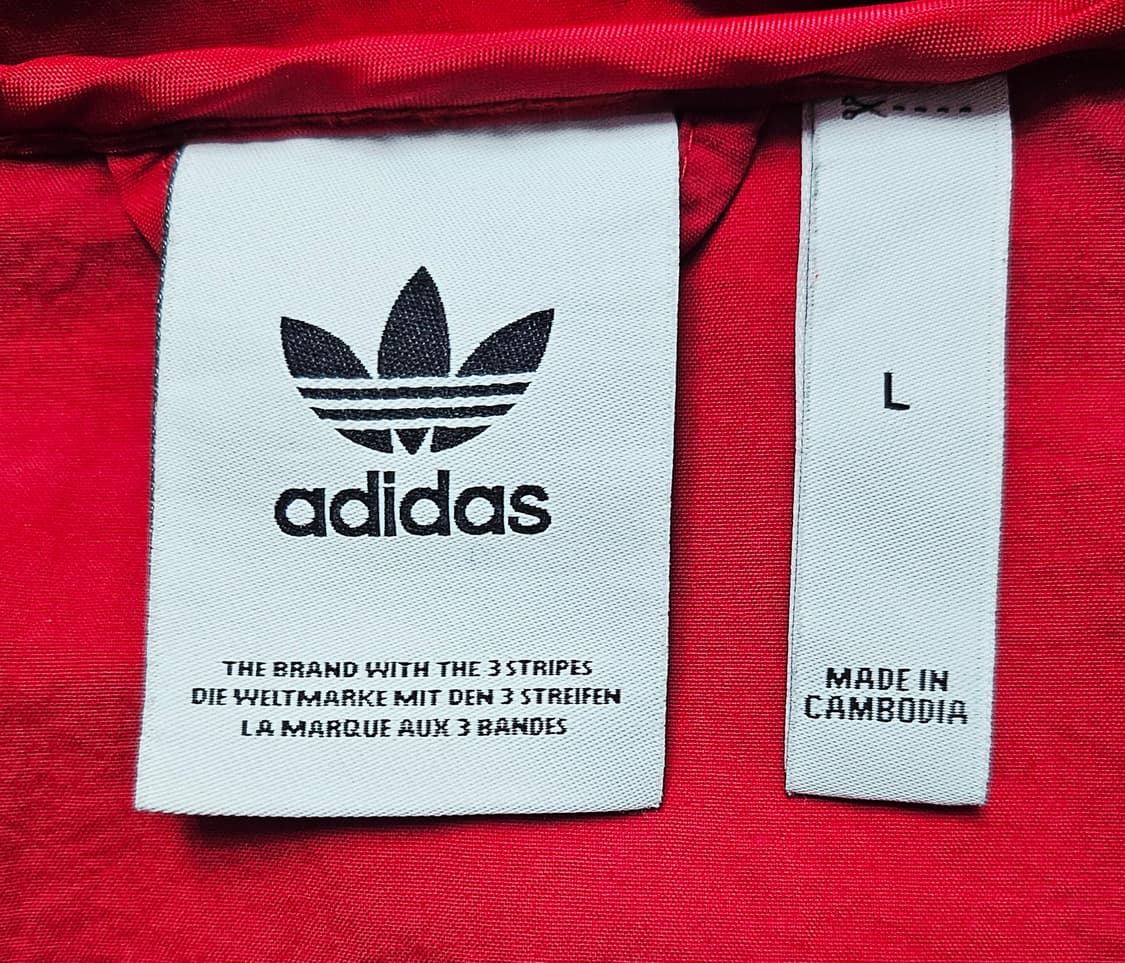 adidas
THE BRAND WITH THE 3 STRIPES
DIE WELTMARKE MIT DEN 3 STREIFEN
LA MARQUE AUX 3 BANDES
L
MADE IN
CAMBODIA